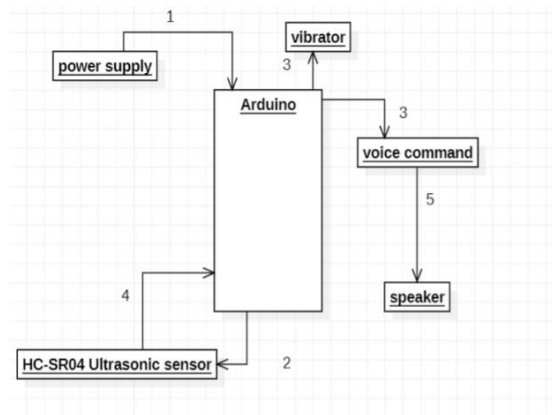 1
vibrator
power supply
3
Arduino
3
voice command
5
4
speaker
HC-SR04 Ultrasonic sensor
2